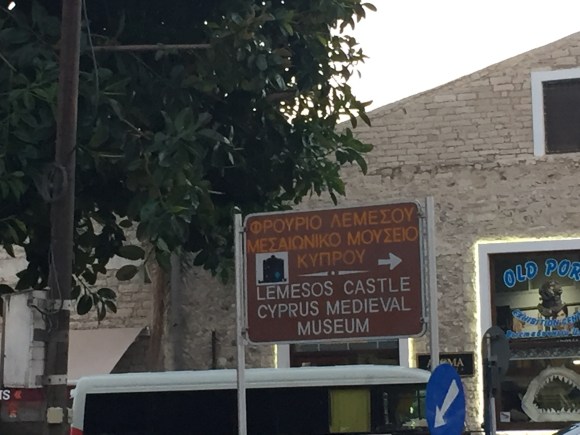 ΦΡΟΥΡΙΟ ΛΕΜΕΣΟΥ
ΜΕΣΑΙΩΝΙΚΟ ΜΟΥΣΕΙΟ
ΚΥΠΡΟΥ
LEMESOS CASTLE
CYPRUS MEDIEVAL
MUSEUM
OLD POR